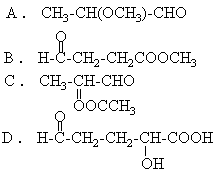 A. CH₃-CH(OCH₃)-CHO
O
B. H-C-CH₂-CH₂COOCH₃
C. CH₃-CH-CHO
OOCCH₃
O
D. H-C-CH₂-CH₂-CH-COOH
OH